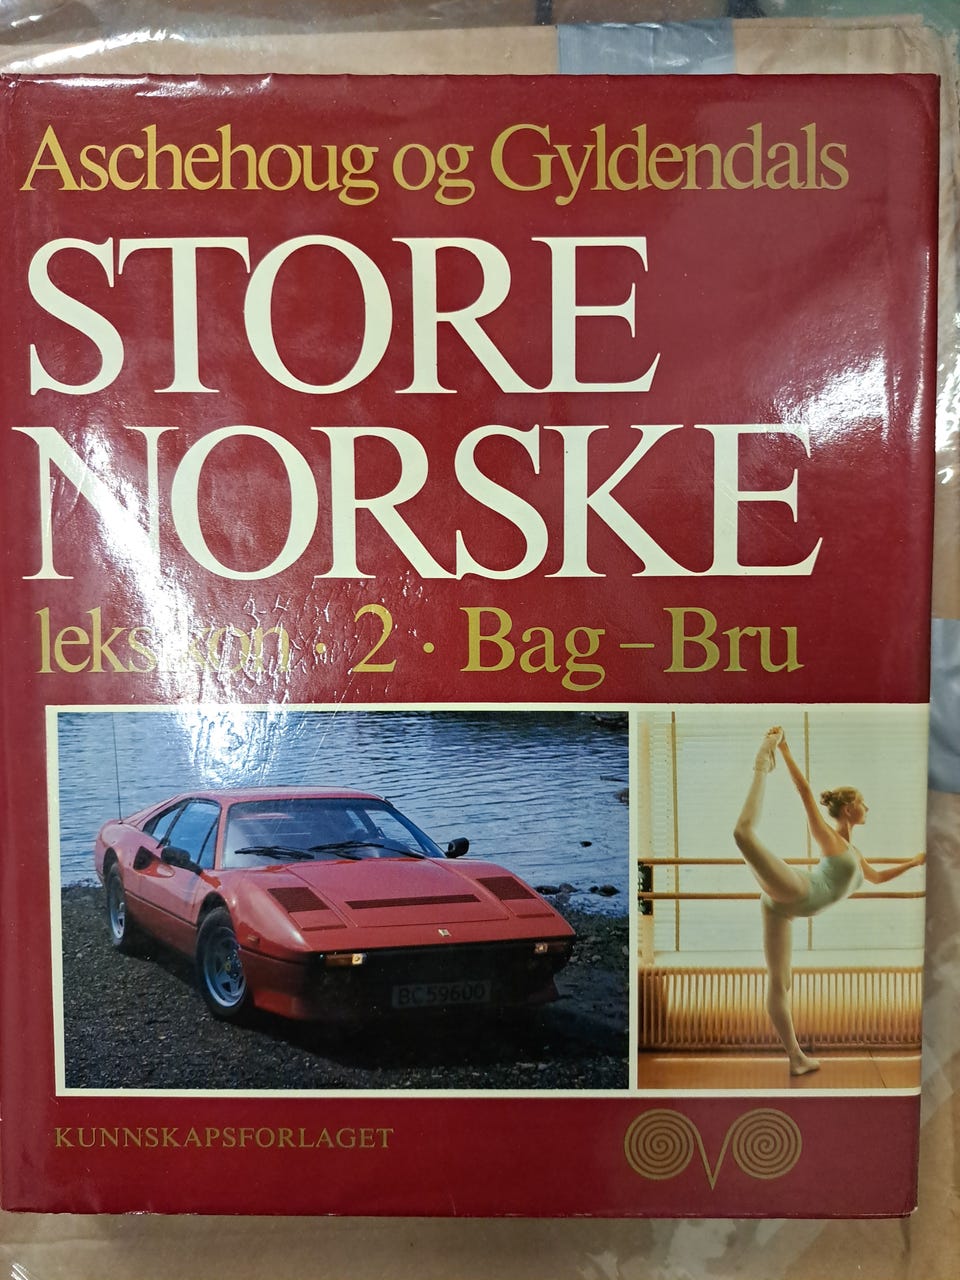 Aschehoug og Gyldendals
STORE
NORSKE
leksikon · 2 · Bag – Bru
BC 59600
KUNNSKAPSFORLAGET